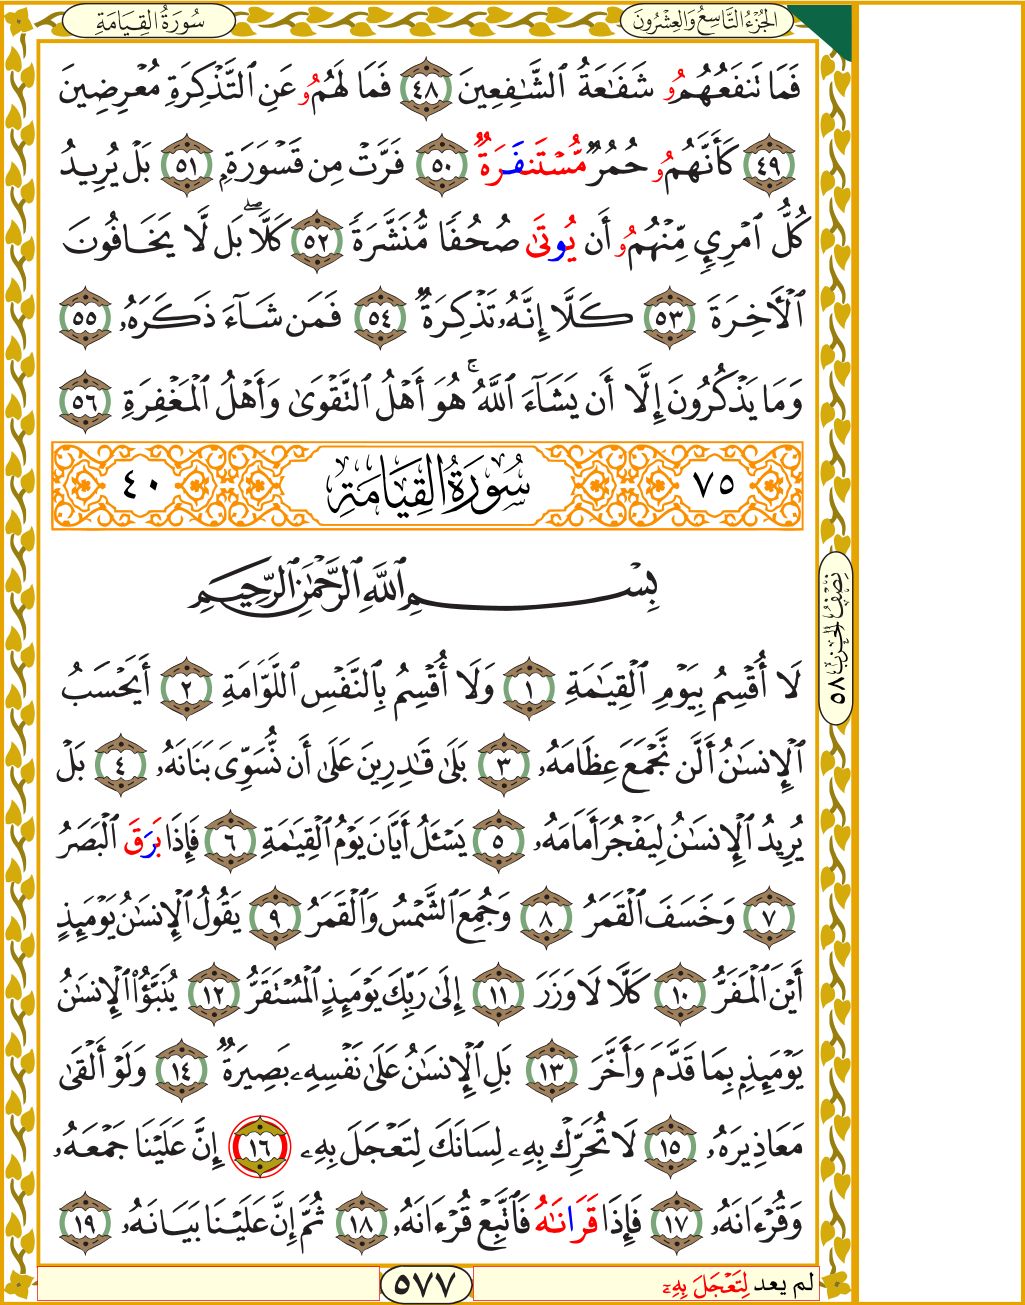 سُورَةُ القِيَامَةِ
الجُزْءُ التَّاسِعُ وَالعِشْرُونَ
فَمَا تَنفَعُهُمُۥ شَفَٰعَةُ ٱلشَّٰفِعِينَ ٤٨ فَمَا لَهُمُۥ عَنِ ٱلتَّذْكِرَةِ مُعْرِضِينَ
٤٩ كَأَنَّهُمُۥ حُمُرٌ مُّسْتَنفَرَةٌ ٥٠ فَرَّتْ مِن قَسْوَرَةٍۭ ٥١ بَلْ يُرِيدُ
كُلُّ ٱمْرِيٕٖ مِّنْهُمُۥ أَن يُوتَىٰ صُحُفًا مُّنَشَّرَةً ٥٢ كَلَّاۖ بَل لَّا يَخَافُونَ
ٱلْأَخِرَةَ ٥٣ كَلَّا إِنَّهُۥ تَذْكِرَةٌ ٥٤ فَمَن شَآءَ ذَكَرَهُۥ ٥٥
وَمَا يَذْكُرُونَ إِلَّا أَن يَشَآءَ ٱللَّهُۚ هُوَ أَهْلُ ٱلتَّقْوَىٰ وَأَهْلُ ٱلْمَغْفِرَةِ ٥٦
٧٥ سُورَةُ القِيَامَةِ ٤٠
بِسْمِ ٱللَّهِ ٱلرَّحْمَٰنِ ٱلرَّحِيمِ
نِصْفُ الحِزْبِ ٥٨
لَا أُقْسِمُ بِيَوْمِ ٱلْقِيَٰمَةِ ١ وَلَا أُقْسِمُ بِٱلنَّفْسِ ٱللَّوَّامَةِ ٢ أَيَحْسَبُ
ٱلْإِنسَٰنُ أَلَّن نَّجْمَعَ عِظَامَهُۥ ٣ بَلَىٰ قَٰدِرِينَ عَلَىٰ أَن نُّسَوِّىَ بَنَانَهُۥ ٤ بَلْ
يُرِيدُ ٱلْإِنسَٰنُ لِيَفْجُرَ أَمَامَهُۥ ٥ يَسْـَٔلُ أَيَّانَ يَوْمُ ٱلْقِيَٰمَةِ ٦ فَإِذَا بَرَقَ ٱلْبَصَرُ
٧ وَخَسَفَ ٱلْقَمَرُ ٨ وَجُمِعَ ٱلشَّمْسُ وَٱلْقَمَرُ ٩ يَقُولُ ٱلْإِنسَٰنُ يَوْمَئِذٍ
أَيْنَ ٱلْمَفَرُّ ١٠ كَلَّا لَا وَزَرَ ١١ إِلَىٰ رَبِّكَ يَوْمَئِذٍ ٱلْمُسْتَقَرُّ ١٢ يُنَبَّؤُا۟ ٱلْإِنسَٰنُ
يَوْمَئِذٍۭ بِمَا قَدَّمَ وَأَخَّرَ ١٣ بَلِ ٱلْإِنسَٰنُ عَلَىٰ نَفْسِهِۦ بَصِيرَةٌ ١٤ وَلَوْ أَلْقَىٰ
مَعَاذِيرَهُۥ ١٥ لَا تُحَرِّكْ بِهِۦ لِسَانَكَ لِتَعْجَلَ بِهِۦ ١٦ إِنَّ عَلَيْنَا جَمْعَهُۥ
وَقُرْءَانَهُۥ ١٧ فَإِذَا قَرَانَٰهُ فَٱتَّبِعْ قُرْءَانَهُۥ ١٨ ثُمَّ إِنَّ عَلَيْنَا بَيَانَهُۥ ١٩
لم يعد لِتَعْجَلَ بِهِۦ
٥٧٧